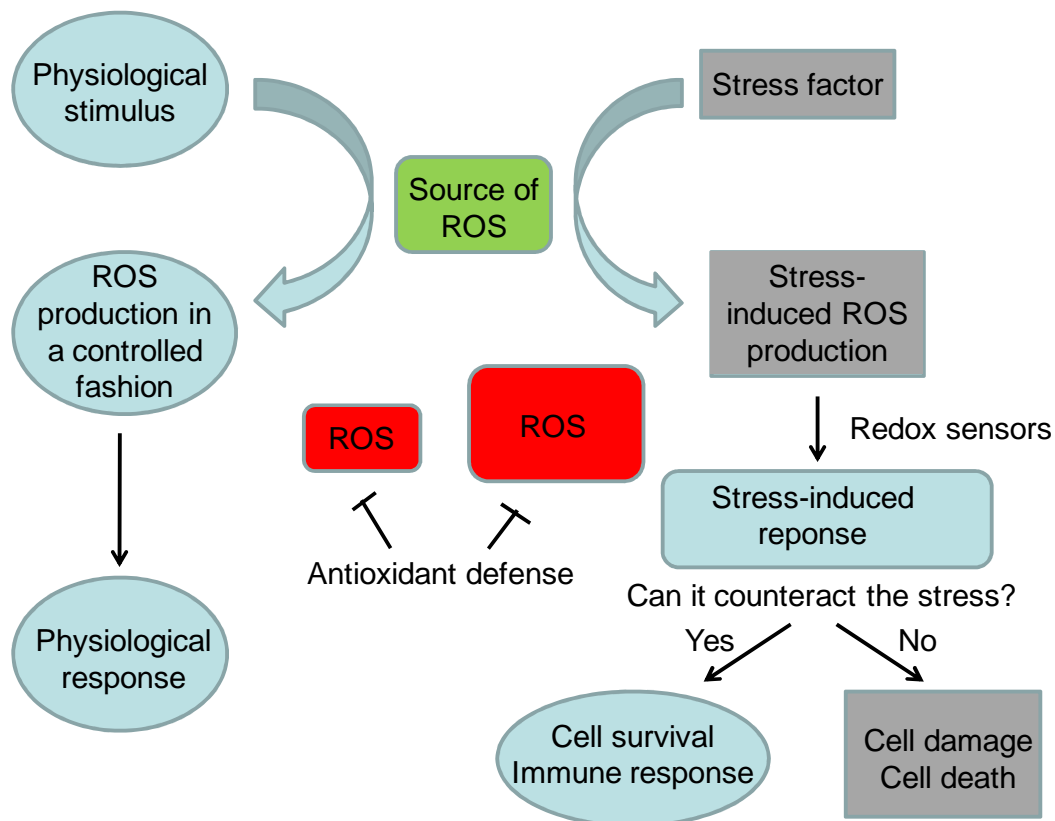 Physiological
stimulus
Stress factor
Source of
ROS
ROS
production in
a controlled
fashion
Stress-
induced ROS
production
ROS
ROS
Redox sensors
Stress-induced
reponse
Antioxidant defense
Can it counteract the stress?
Yes
No
Physiological
response
Cell survival
Immune response
Cell damage
Cell death